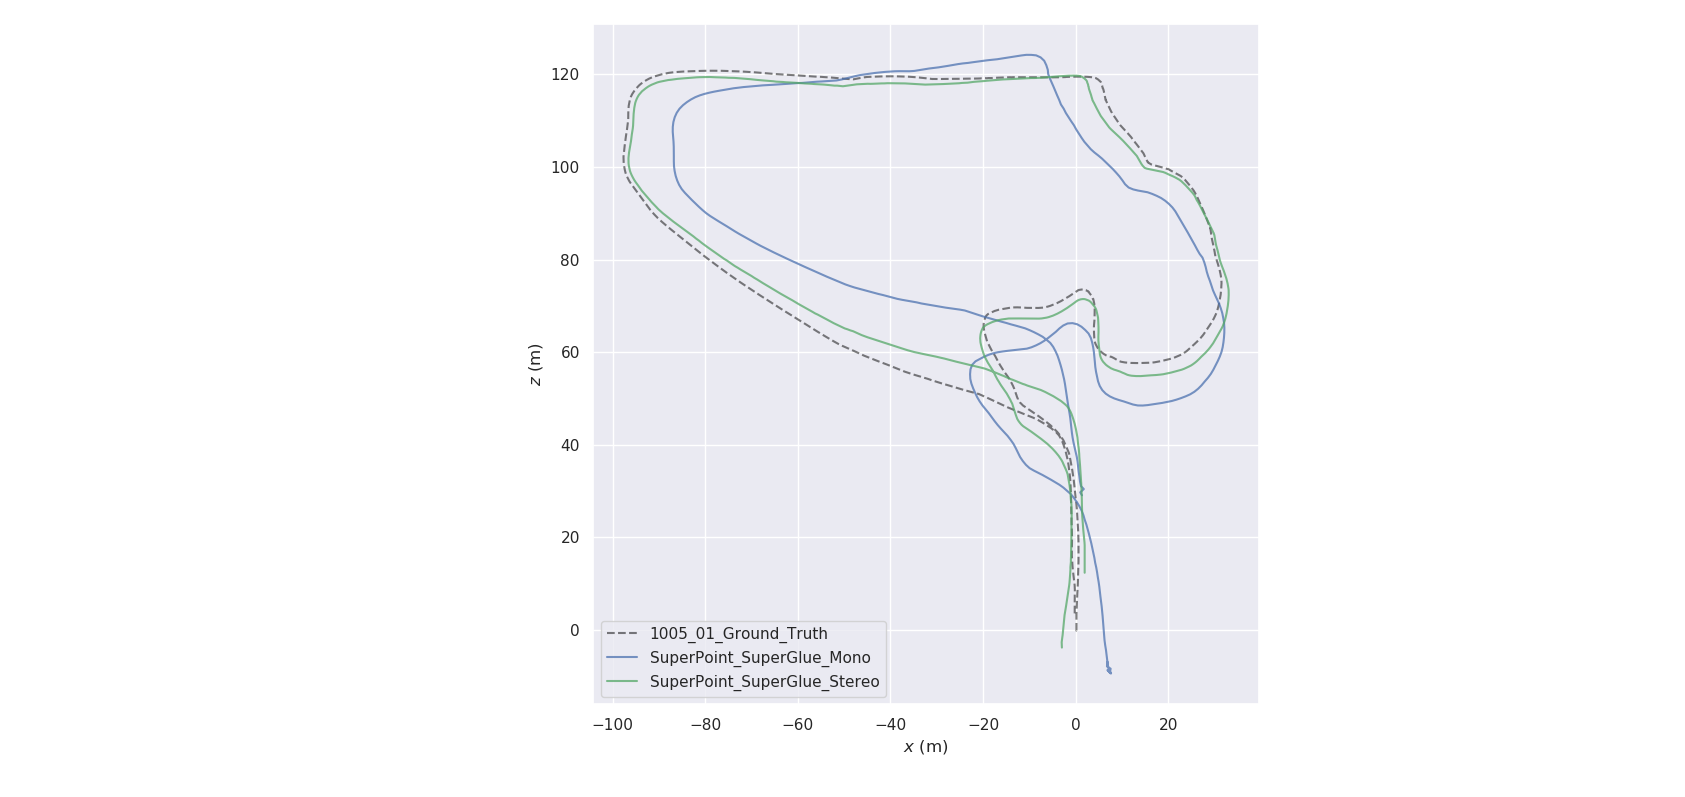 120
100
80
60
40
20
0
z (m)
1005_01_Ground_Truth
SuperPoint_SuperGlue_Mono
SuperPoint_SuperGlue_Stereo
−100 −80 −60 −40 −20 0 20
x (m)